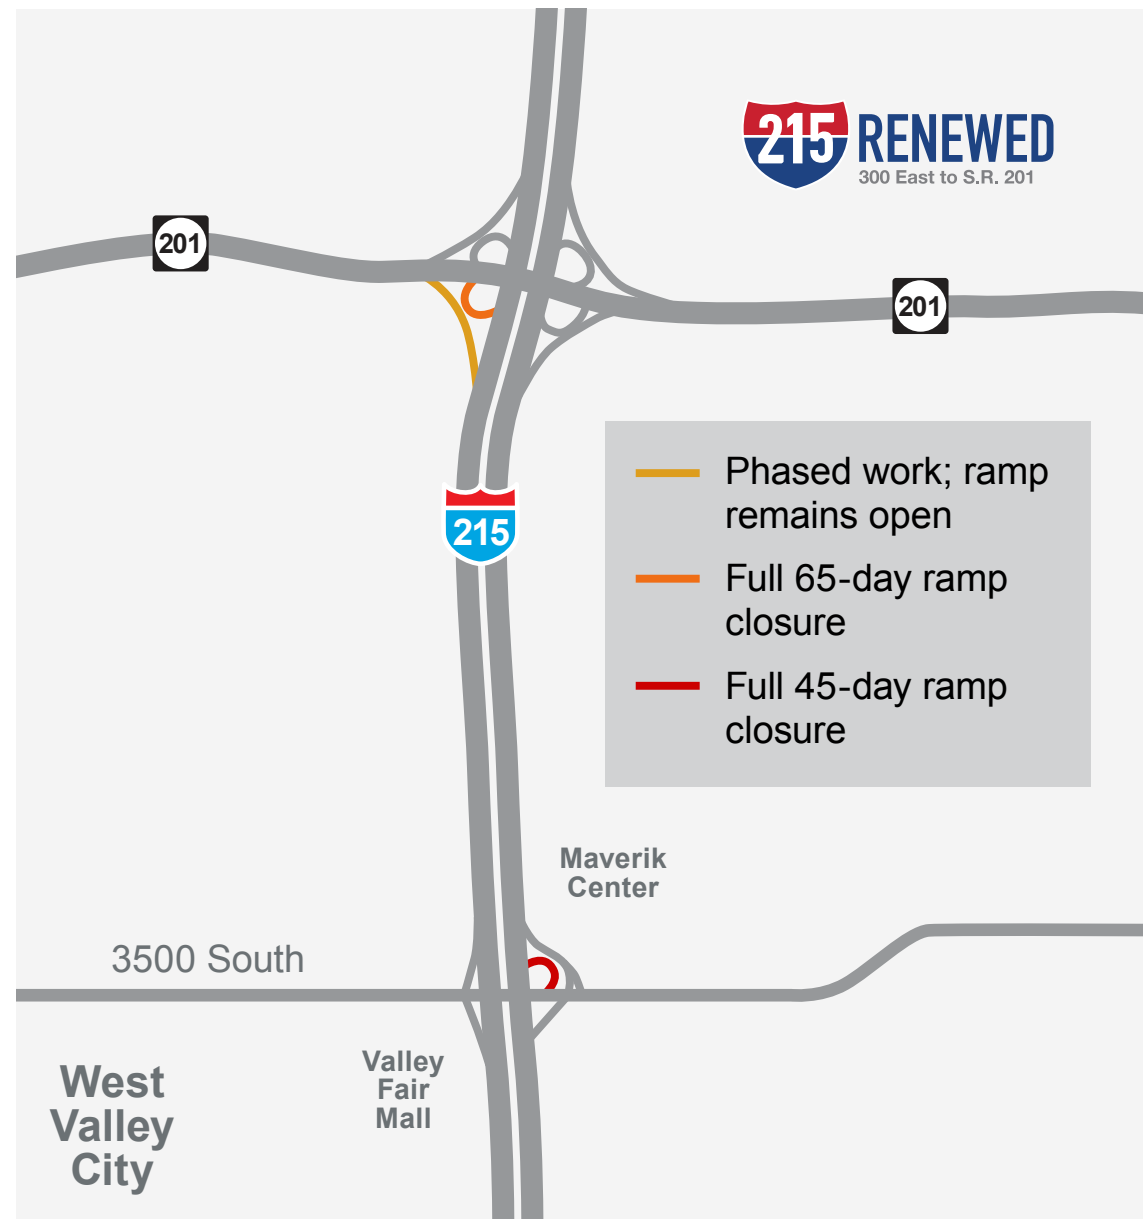 215 RENEWED
300 East to S.R. 201
201
201
215
Phased work; ramp
remains open
Full 65-day ramp
closure
Full 45-day ramp
closure
Maverik
Center
3500 South
Valley
Fair
Mall
West
Valley
City